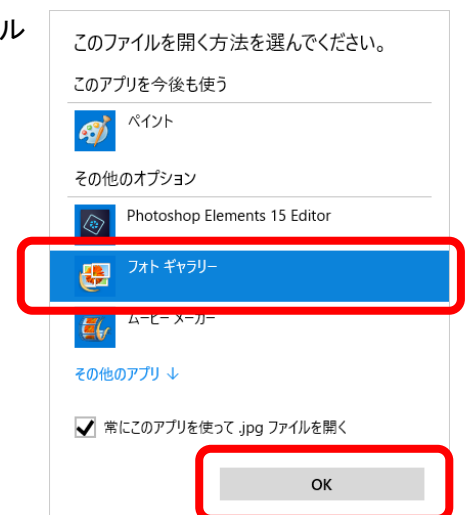 ル
このファイルを開く方法を選んでください。
このアプリを今後も使う
ペイント
その他のオプション
Photoshop Elements 15 Editor
フォト ギャラリー
ムービー メーカー
その他のアプリ ↓
常にこのアプリを使って .jpg ファイルを開く
OK